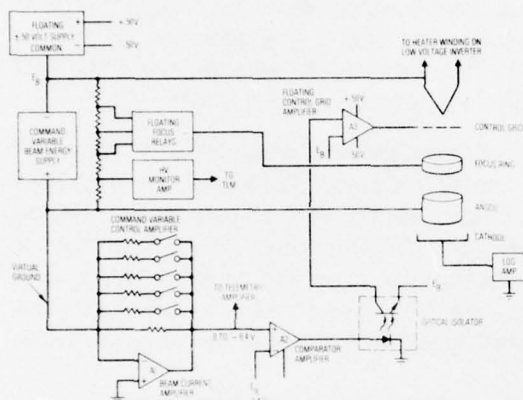 FLOATING
± 50 VOLT SUPPLY
COMMON
+ 50V
50V
TO HEATER WINDING ON
LOW VOLTAGE INVERTER
COMMAND
VARIABLE
BEAM ENERGY
SUPPLY
FLOATING
FOCUS
RELAYS
HV
MONITOR
AMP
TO
TLM
FLOATING
CONTROL GRID
AMPLIFIER
+ 50V
A3
50V
CONTROL GRID
FOCUS RING
ANODE
CATHODE
LOG
AMP
COMMAND VARIABLE
CONTROL AMPLIFIER
VIRTUAL
GROUND
TO TELEMETRY
AMPLIFIER
A2
COMPARATOR
AMPLIFIER
OPTICAL ISOLATOR
BEAM CURRENT
AMPLIFIER